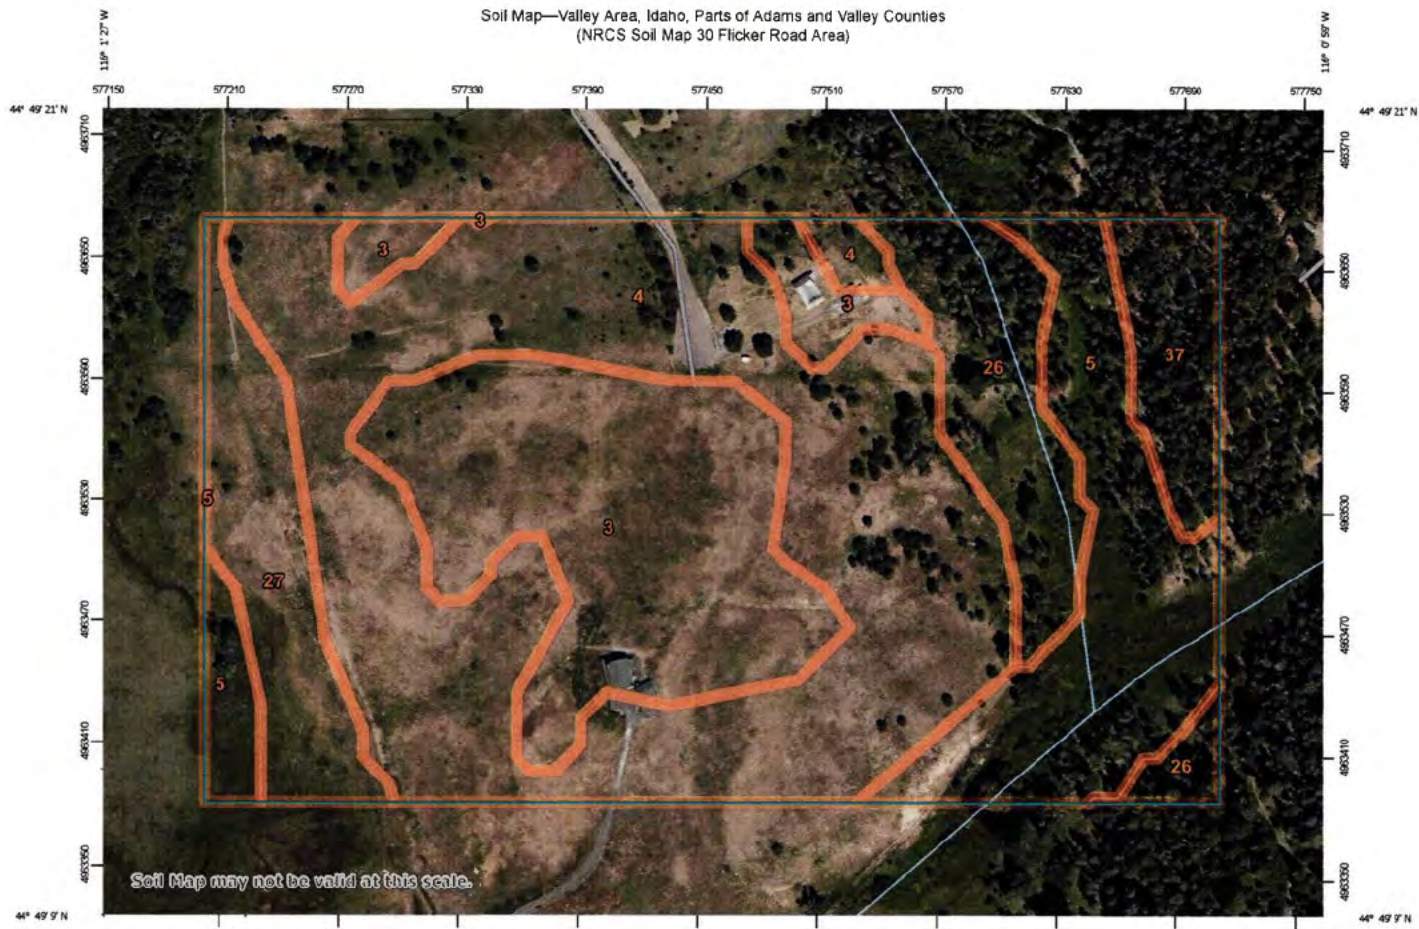 Soil Map—Valley Area, Idaho, Parts of Adams and Valley Counties
(NRCS Soil Map 30 Flicker Road Area)
116° 1' 27" W
116° 0' 59" W
577150 577210 577270 577330 577390 577450 577510 577570 577630 577690 577750
44° 49' 21" N
44° 49' 21" N
4963710
4963710
3
3
4
4963650
4963650
4
3
4963590
26
5
37
4963590
5
4963530
3
4963530
27
4963470
4963470
5
4963410
26
4963410
4963350
4963350
Soil Map may not be valid at this scale.
44° 49' 9" N
44° 49' 9" N